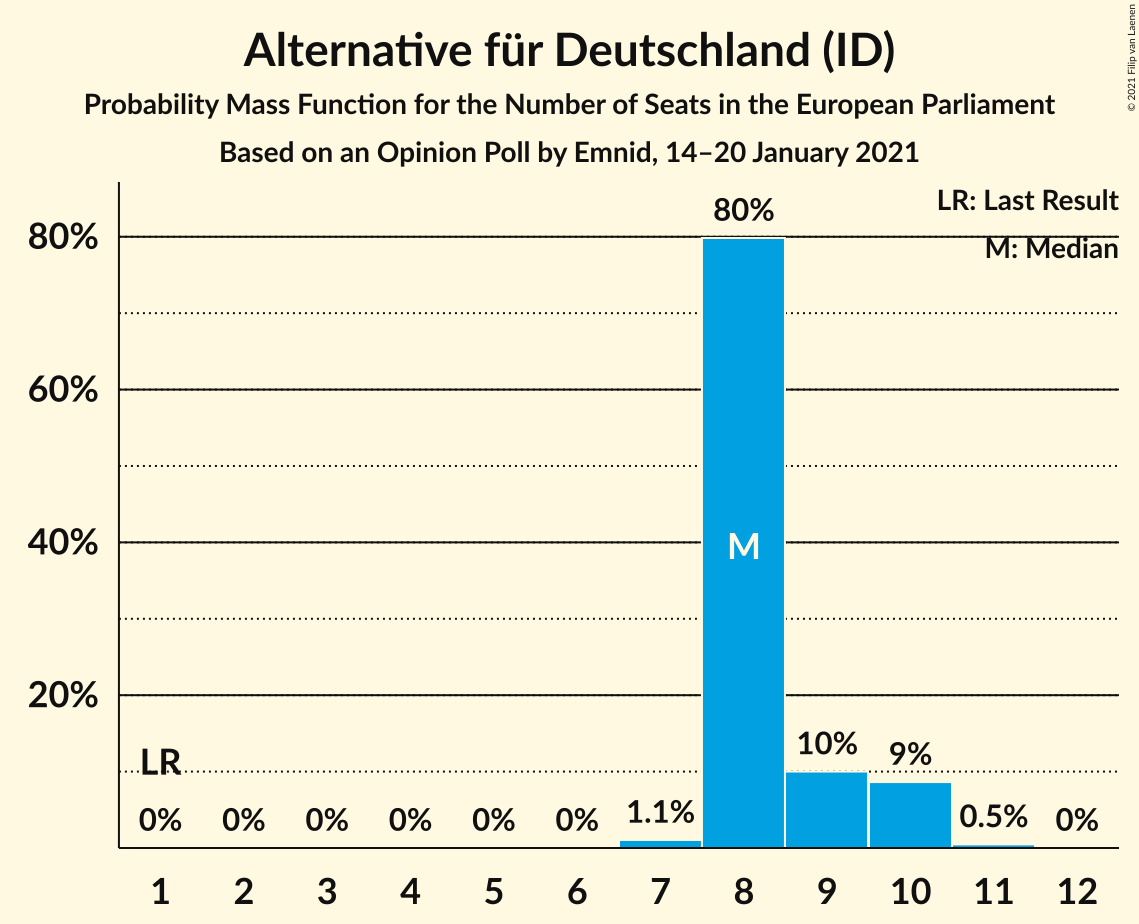 Alternative für Deutschland (ID)
Probability Mass Function for the Number of Seats in the European Parliament
Based on an Opinion Poll by Emnid, 14–20 January 2021
© 2021 Filip van Laenen
LR: Last Result
M: Median
80%
60%
40%
20%
LR
0% 0% 0% 0% 0% 0% 1.1% 80% 10% 9% 0.5% 0%
M
1 2 3 4 5 6 7 8 9 10 11 12